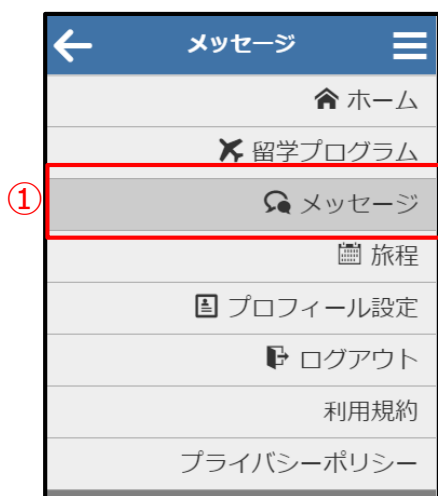 メッセージ
ホーム
留学プログラム
① メッセージ
旅程
プロフィール設定
ログアウト
利用規約
プライバシーポリシー